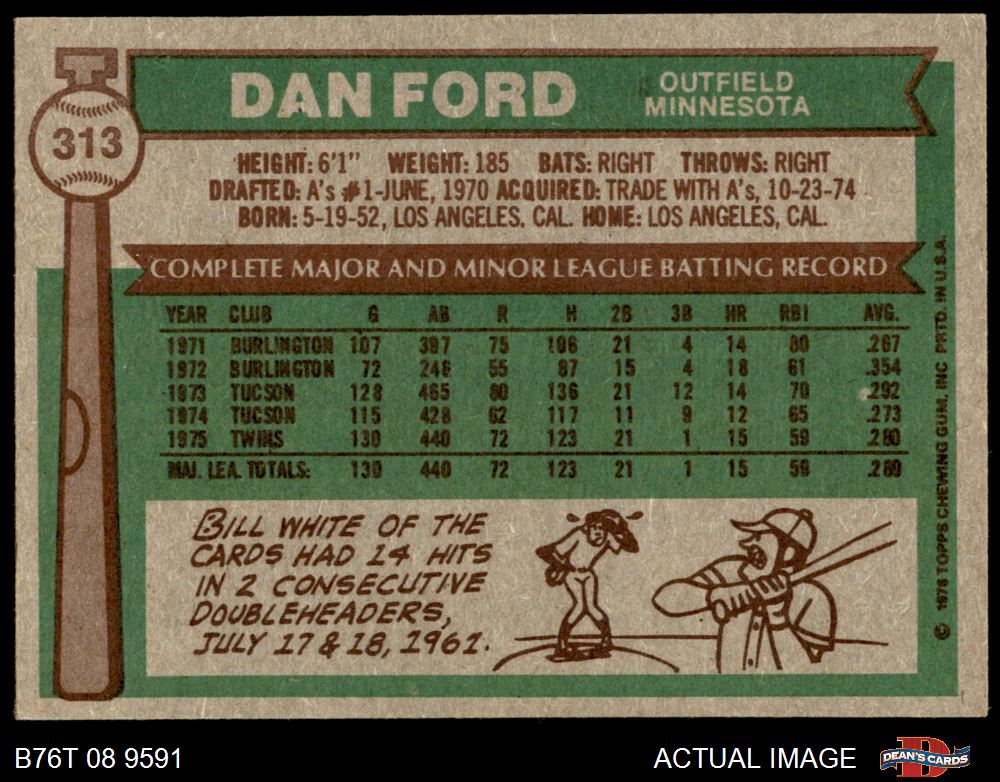 DAN FORD
OUTFIELD
MINNESOTA
313
HEIGHT: 6'1" WEIGHT: 185 BATS: RIGHT THROWS: RIGHT
DRAFTED: A's #1-JUNE, 1970 ACQUIRED: TRADE WITH A's, 10-23-74
BORN: 5-19-52, LOS ANGELES, CAL. HOME: LOS ANGELES, CAL.
COMPLETE MAJOR AND MINOR LEAGUE BATTING RECORD
YEAR CLUB G AB R H 2B 3B HR RBI AVG.
1971 BURLINGTON 107 397 75 106 21 4 14 80 .267
1972 BURLINGTON 72 246 55 87 15 4 18 61 .354
1973 TUCSON 128 465 80 136 21 12 14 70 .292
1974 TUCSON 115 428 62 117 11 9 12 65 .273
1975 TWINS 130 440 72 123 21 1 15 59 .280
MAJ. LEA. TOTALS: 130 440 72 123 21 1 15 59 .280
BILL WHITE OF THE
CARDS HAD 14 HITS
IN 2 CONSECUTIVE
DOUBLEHEADERS,
JULY 17 & 18, 1961.
© 1976 TOPPS CHEWING GUM, INC PRTD. IN U.S.A.
B76T 08 9591
ACTUAL IMAGE
D
DEAN'S CARDS